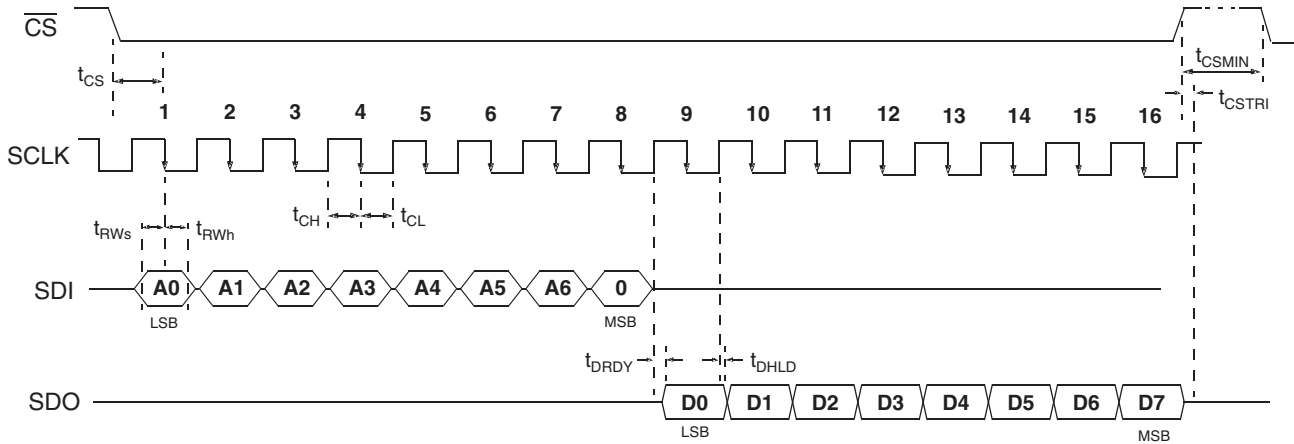 CS
tCS
tCSMIN
tCSTRI
1 2 3 4 5 6 7 8 9 10 11 12 13 14 15 16
SCLK
tRWs tRWh tCH tCL
SDI A0 A1 A2 A3 A4 A5 A6 0
LSB MSB
tDRDY tDHLD
SDO D0 D1 D2 D3 D4 D5 D6 D7
LSB MSB